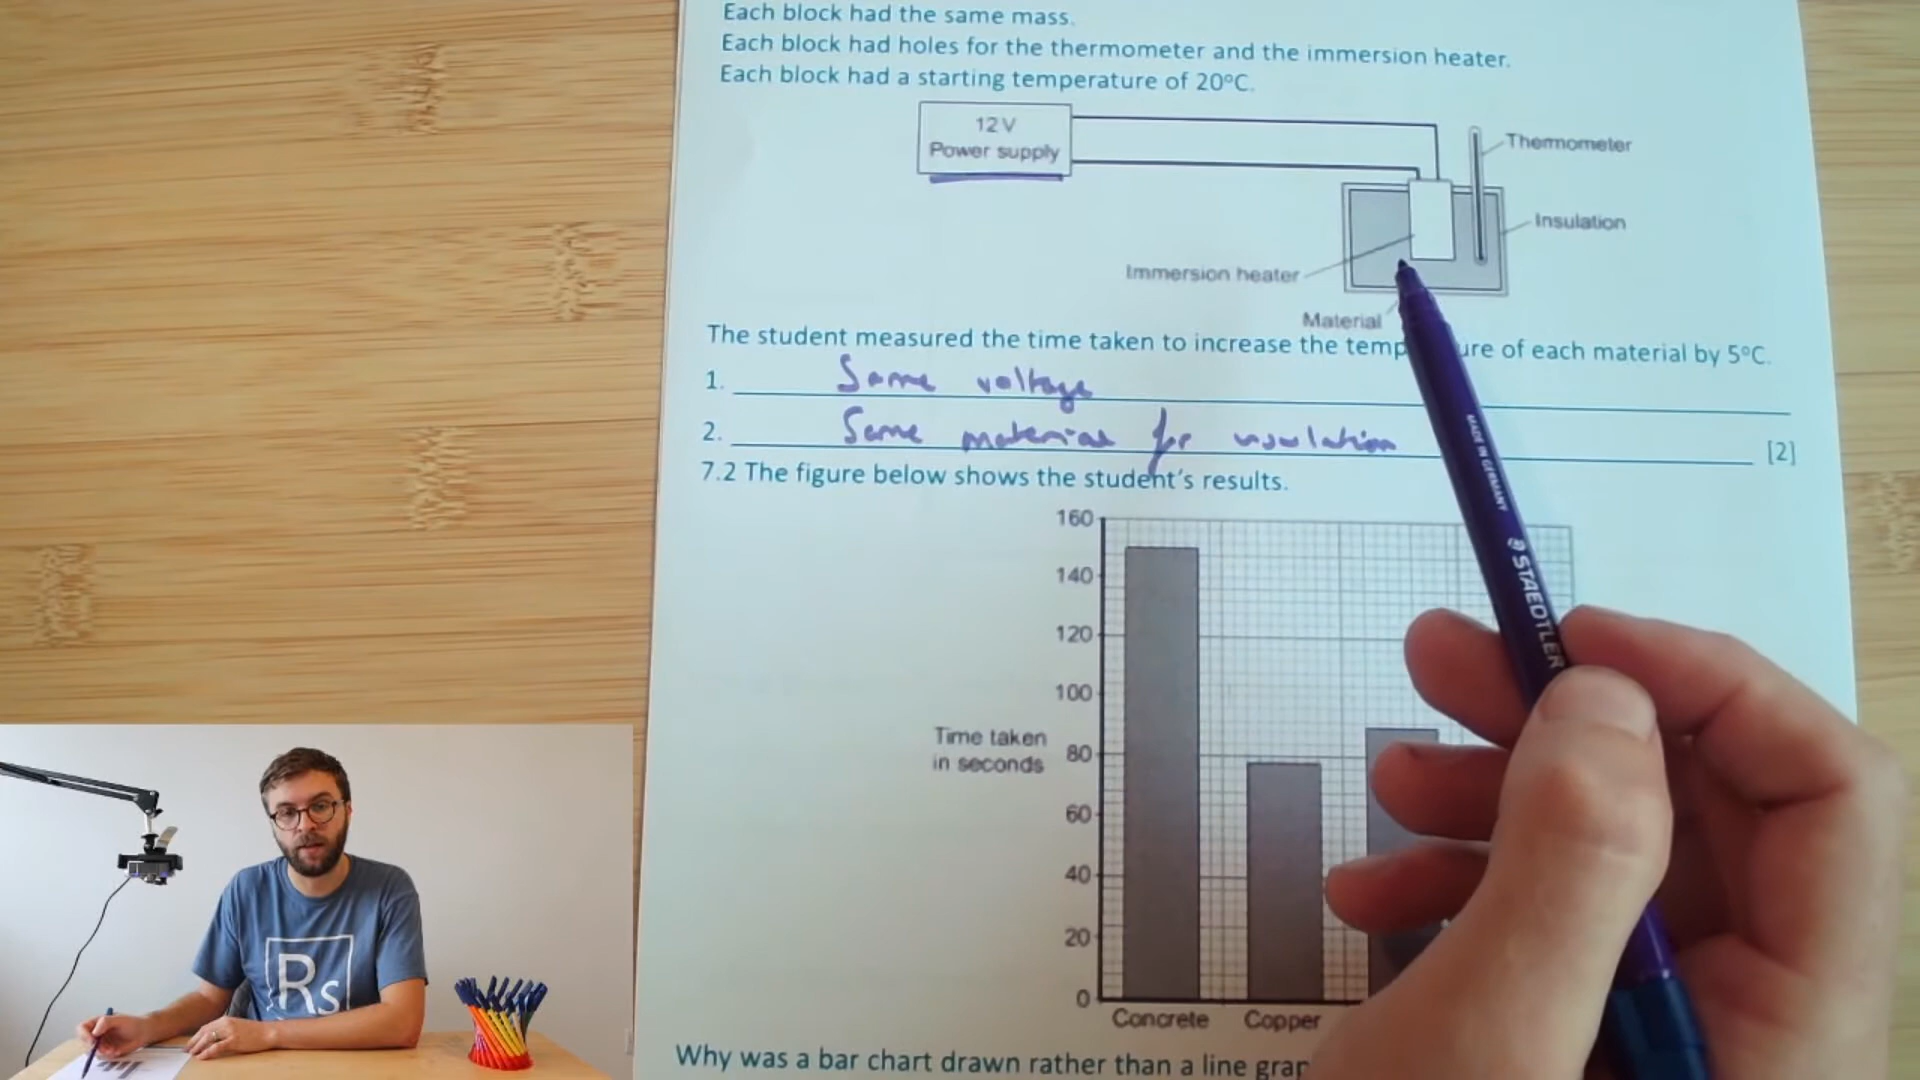 Each block had the same mass.
Each block had holes for the thermometer and the immersion heater.
Each block had a starting temperature of 20°C.
12 V
Power supply
Thermometer
Insulation
Immersion heater
Material
The student measured the time taken to increase the of each material by 5°C.
1. Same voltage
2. Same material for insulation [2]
7.2 The figure below shows the student's results.
160
140
120
100
Time taken
in seconds
80
60
40
20
0
Concrete Copper
Why was a bar chart drawn rather than a line
MADE IN GERMANY
STAEDTLER
Rs